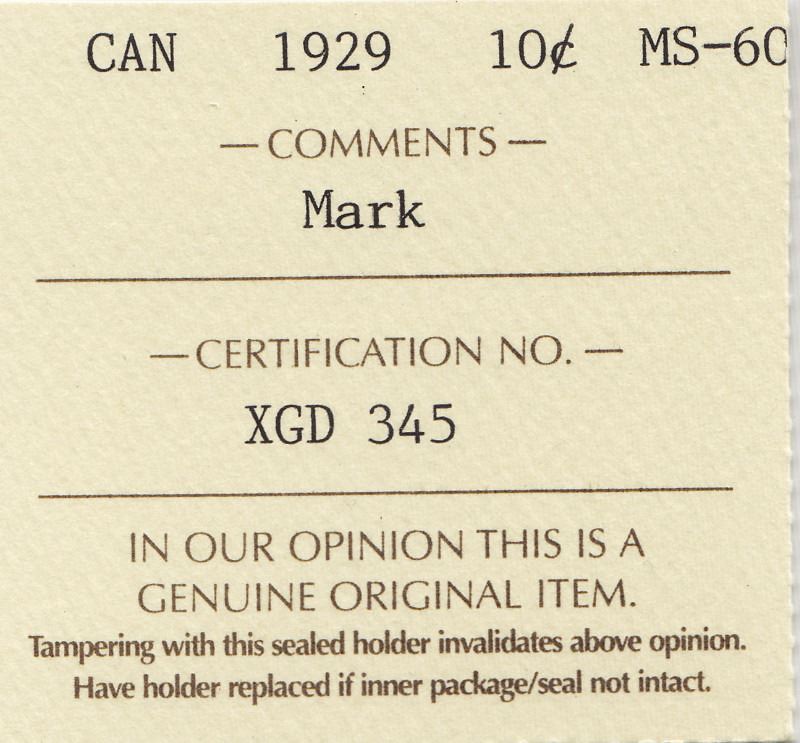 CAN 1929 10¢ MS-60
— COMMENTS —
Mark
— CERTIFICATION NO. —
XGD 345
IN OUR OPINION THIS IS A
GENUINE ORIGINAL ITEM.
Tampering with this sealed holder invalidates above opinion.
Have holder replaced if inner package/seal not intact.